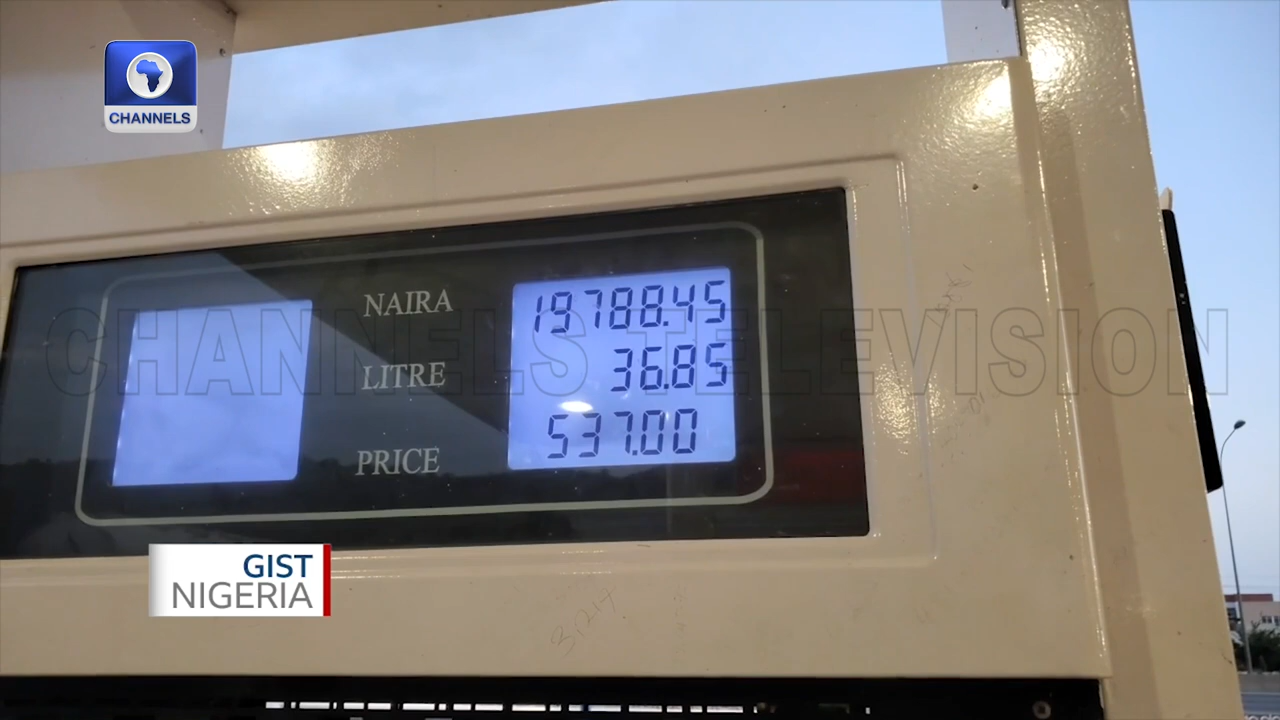 CHANNELS
NAIRA 19788.45
LITRE 36.85
PRICE 537.00
CHANNELS TELEVISION
GIST
NIGERIA